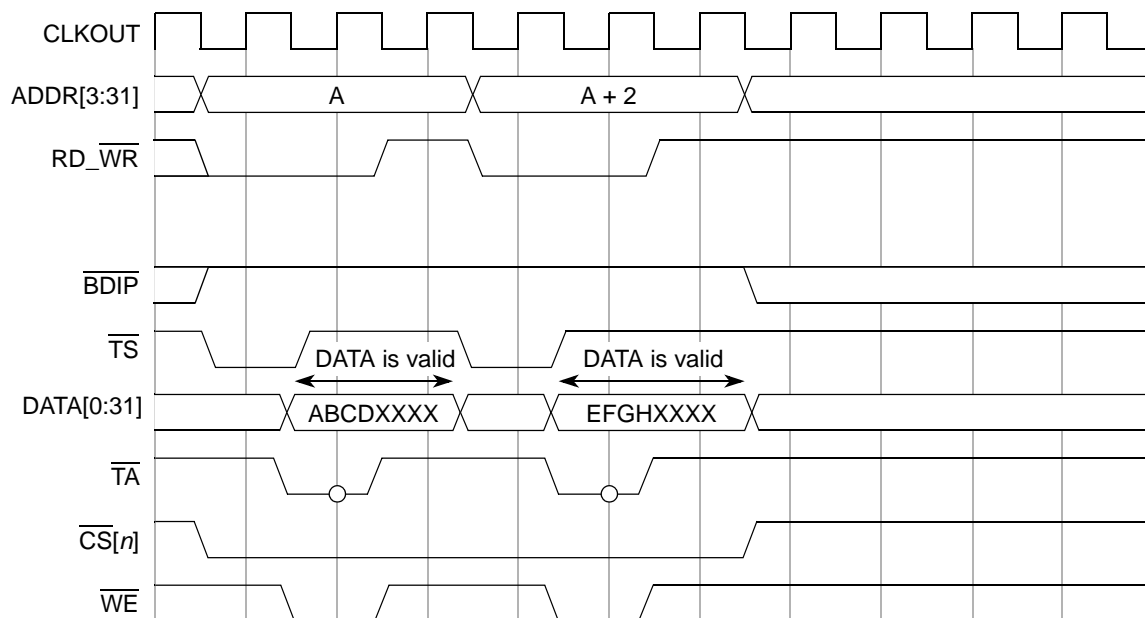 CLKOUT
ADDR[3:31] A A + 2
RD_WR
BDIP
TS
DATA is valid DATA is valid
DATA[0:31] ABCDXXXX EFGHXXXX
TA
CS[n]
WE